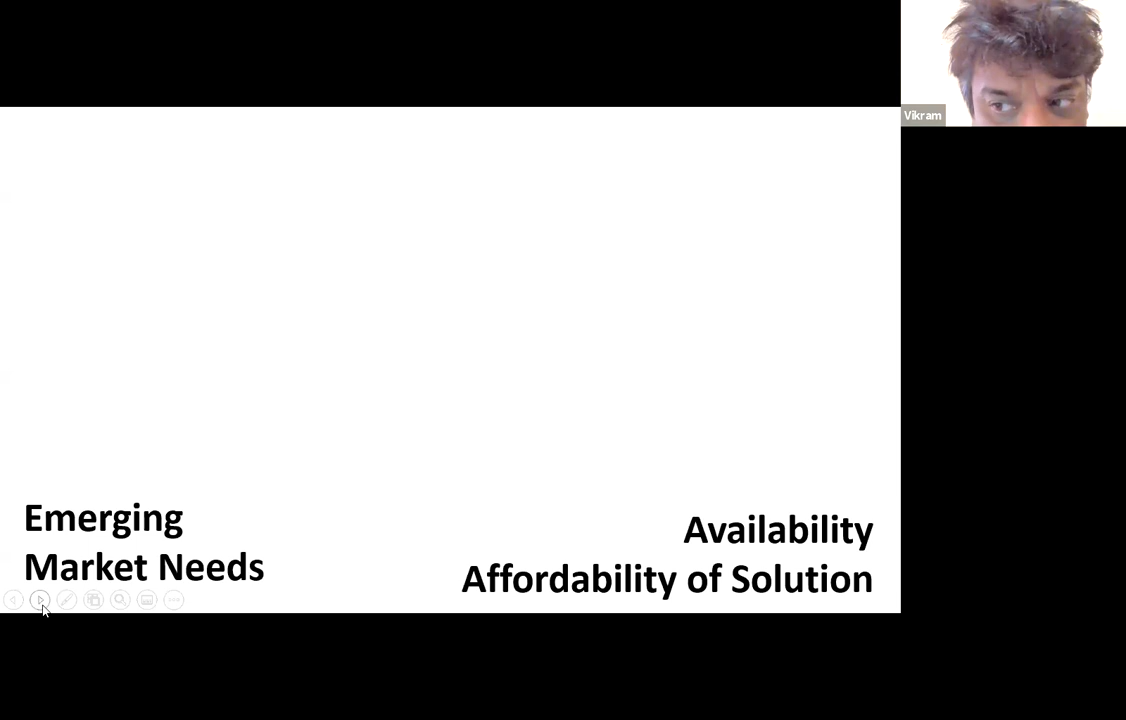 Vikram
Emerging
Market Needs
Availability
Affordability of Solution